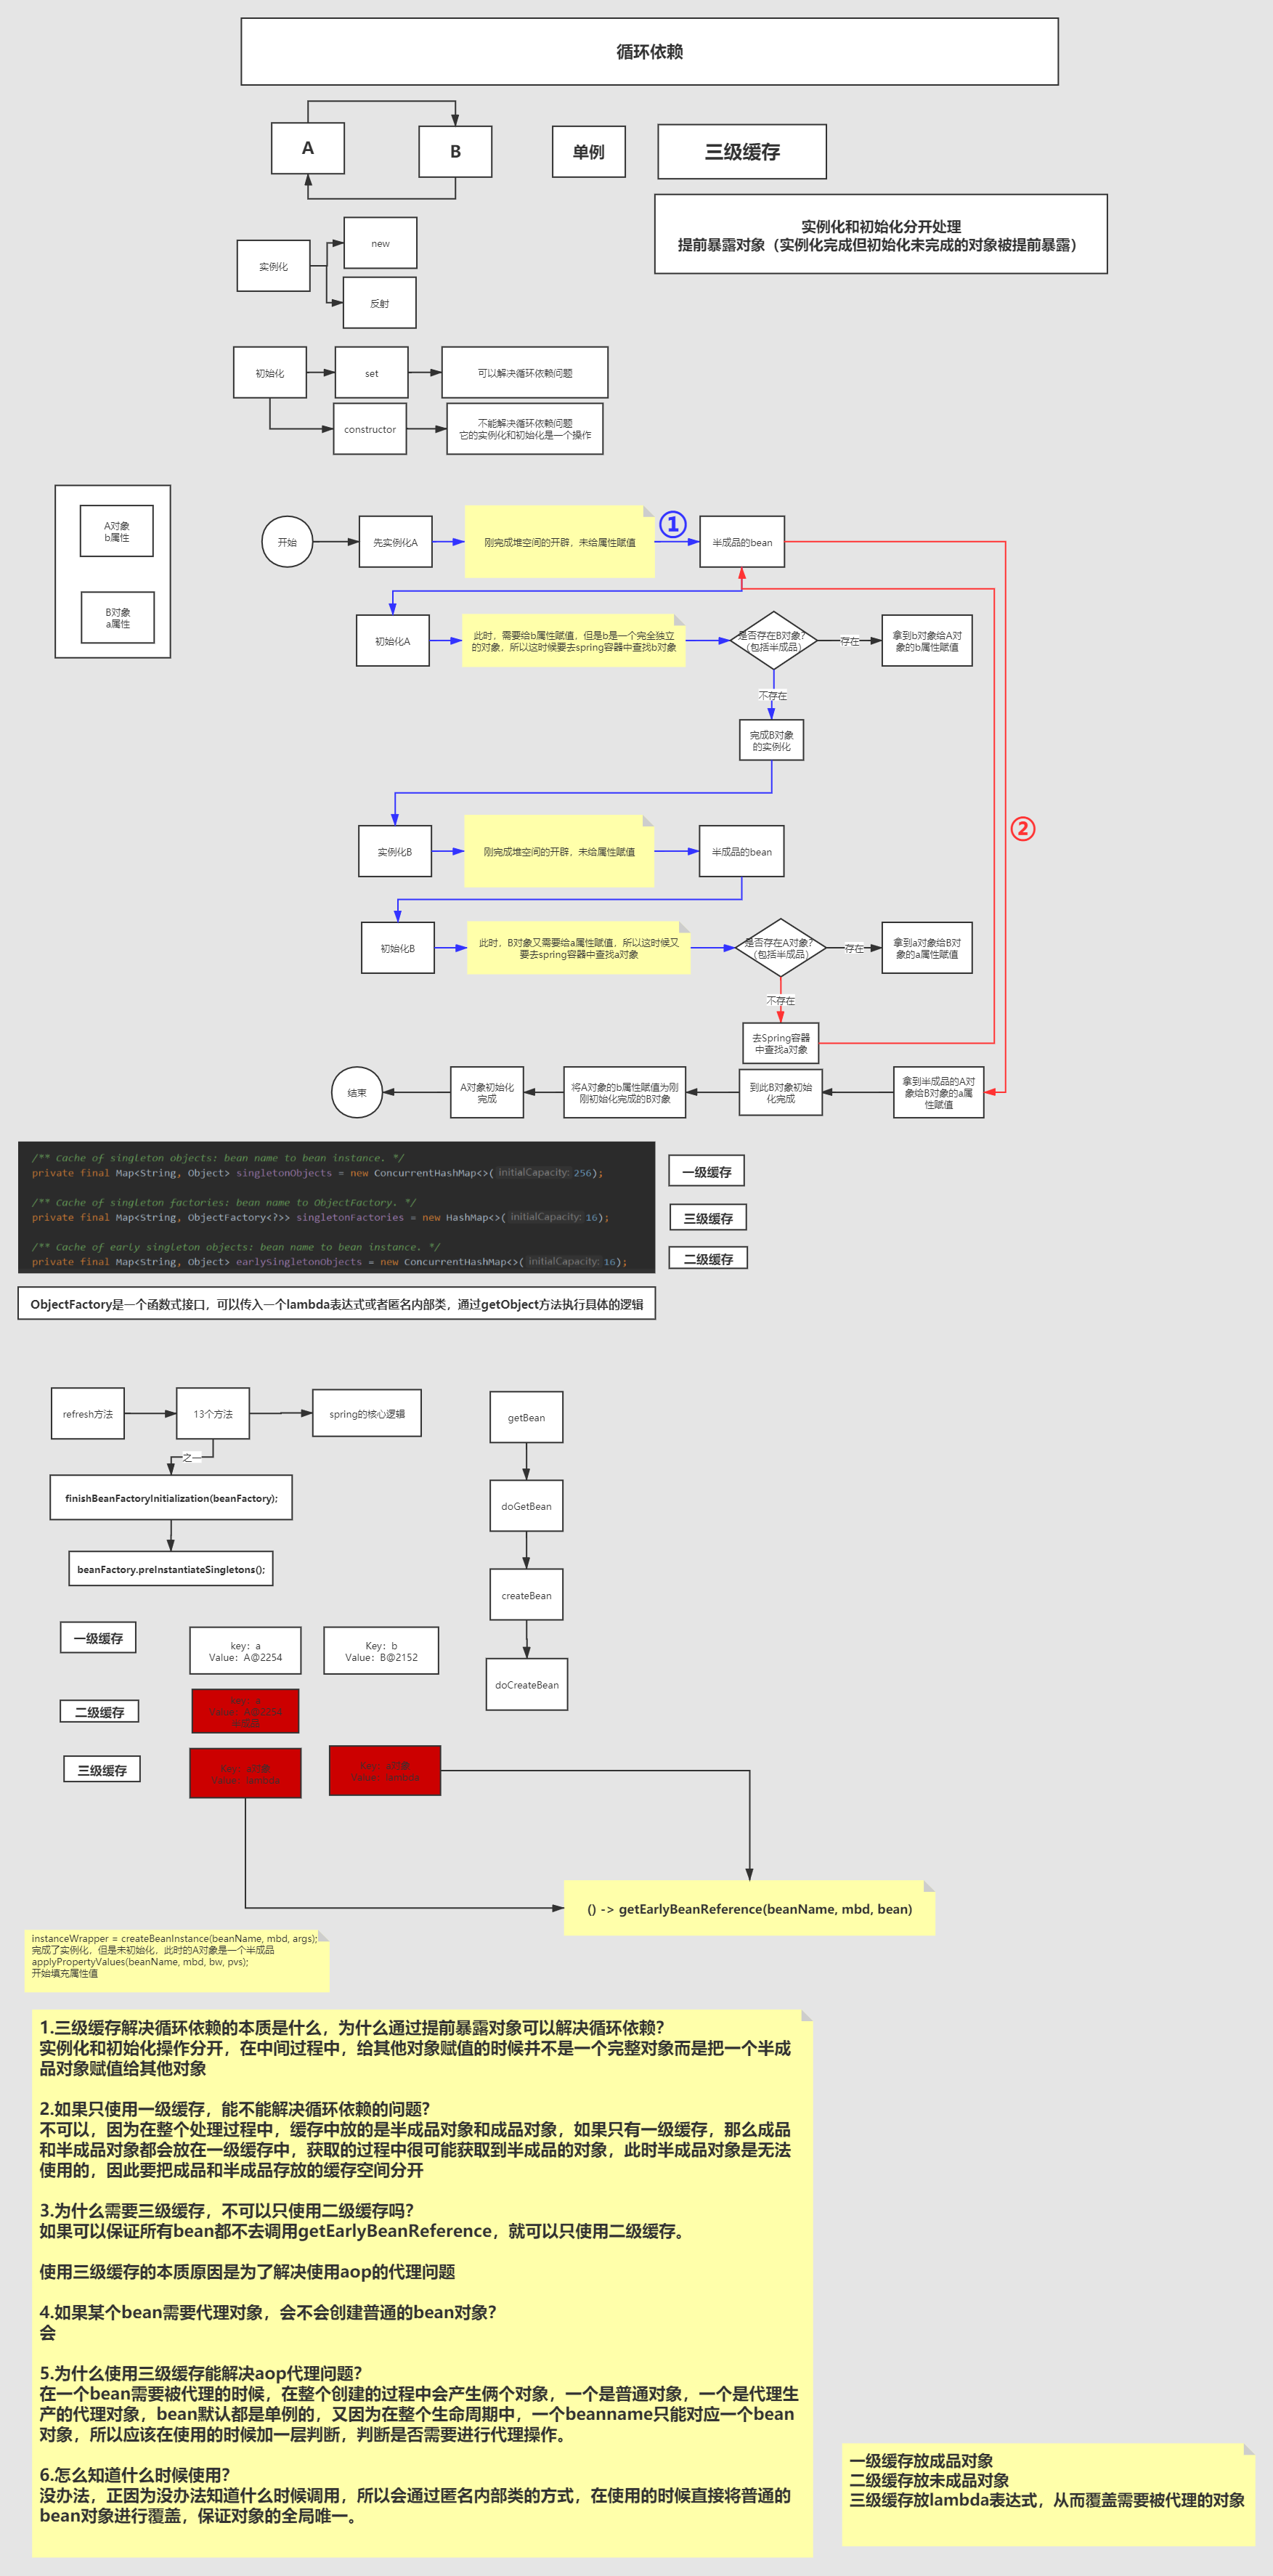 循环依赖
A
B
单例
三级缓存
实例化和初始化分开处理
提前暴露对象（实例化完成但初始化未完成的对象被提前暴露）
实例化
new
反射
初始化
set
可以解决循环依赖问题
constructor
不能解决循环依赖问题
它的实例化和初始化是一个操作
A对象
b属性
B对象
a属性
开始
先实例化A
刚完成堆空间的开辟，未给属性赋值
①
半成品的bean
初始化A
此时，需要给b属性赋值，但是b是一个完全独立
的对象，所以这时候要去spring容器中查找b对象
是否存在B对象？
（包括半成品）
存在
拿到b对象给A对
象的b属性赋值
不存在
完成B对象
的实例化
②
实例化B
刚完成堆空间的开辟，未给属性赋值
半成品的bean
初始化B
此时，B对象又需要给a属性赋值，所以这时候又
要去spring容器中查找a对象
是否存在A对象？
（包括半成品）
存在
拿到a对象给B对
象的a属性赋值
不存在
去Spring容器
中查找a对象
结束
A对象初始化
完成
将A对象的b属性赋值为刚
刚初始化完成的B对象
到此B对象初始
化完成
拿到半成品的A对
象给B对象的a属
性赋值
/** Cache of singleton objects: bean name to bean instance. */
private final Map<String, Object> singletonObjects = new ConcurrentHashMap<>( initialCapacity: 256);
一级缓存
/** Cache of singleton factories: bean name to ObjectFactory. */
private final Map<String, ObjectFactory<?>> singletonFactories = new HashMap<>( initialCapacity: 16);
三级缓存
/** Cache of early singleton objects: bean name to bean instance. */
private final Map<String, Object> earlySingletonObjects = new ConcurrentHashMap<>( initialCapacity: 16);
二级缓存
ObjectFactory是一个函数式接口，可以传入一个lambda表达式或者匿名内部类，通过getObject方法执行具体的逻辑
refresh方法
13个方法
spring的核心逻辑
之一
finishBeanFactoryInitialization(beanFactory);
beanFactory.preInstantiateSingletons();
getBean
doGetBean
createBean
doCreateBean
一级缓存
key：a
Value：A@2254
Key：b
Value：B@2152
二级缓存
key：a
Value：A@2254
半成品
三级缓存
Value：lambda
Value：lambda
() -> getEarlyBeanReference(beanName, mbd, bean)
instanceWrapper = createBeanInstance(beanName, mbd, args);
完成了实例化，但是未初始化，此时的A对象是一个半成品
applyPropertyValues(beanName, mbd, bw, pvs);
开始填充属性值
1.三级缓存解决循环依赖的本质是什么，为什么通过提前暴露对象可以解决循环依赖？
实例化和初始化操作分开，在中间过程中，给其他对象赋值的时候并不是一个完整对象而是把一个半成
品对象赋值给其他对象
2.如果只使用一级缓存，能不能解决循环依赖的问题？
不可以，因为在整个处理过程中，缓存中放的是半成品对象和成品对象，如果只有一级缓存，那么成品
和半成品对象都会放在一级缓存中，获取的过程中很可能获取到半成品的对象，此时半成品对象是无法
使用的，因此要把成品和半成品存放的缓存空间分开
3.为什么需要三级缓存，不可以只使用二级缓存吗？
如果可以保证所有bean都不去调用getEarlyBeanReference，就可以只使用二级缓存。
使用三级缓存的本质原因是为了解决使用aop的代理问题
4.如果某个bean需要代理对象，会不会创建普通的bean对象？
会
5.为什么使用三级缓存能解决aop代理问题？
在一个bean需要被代理的时候，在整个创建的过程中会产生俩个对象，一个是普通对象，一个是代理生
产的代理对象，bean默认都是单例的，又因为在整个生命周期中，一个beanname只能对应一个bean
对象，所以应该在使用的时候加一层判断，判断是否需要进行代理操作。
6.怎么知道什么时候使用？
没办法，正因为没办法知道什么时候调用，所以会通过匿名内部类的方式，在使用的时候直接将普通的
bean对象进行覆盖，保证对象的全局唯一。
一级缓存放成品对象
二级缓存放未成品对象
三级缓存放lambda表达式，从而覆盖需要被代理的对象